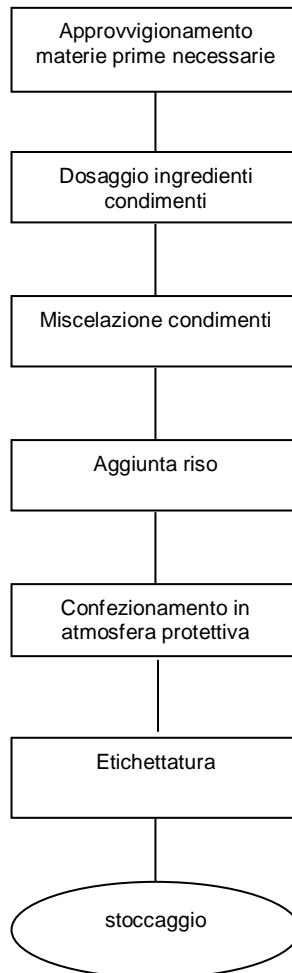 Approvvigionamento
materie prime necessarie
Dosaggio ingredienti
condimenti
Miscelazione condimenti
Aggiunta riso
Confezionamento in
atmosfera protettiva
Etichettatura
stoccaggio